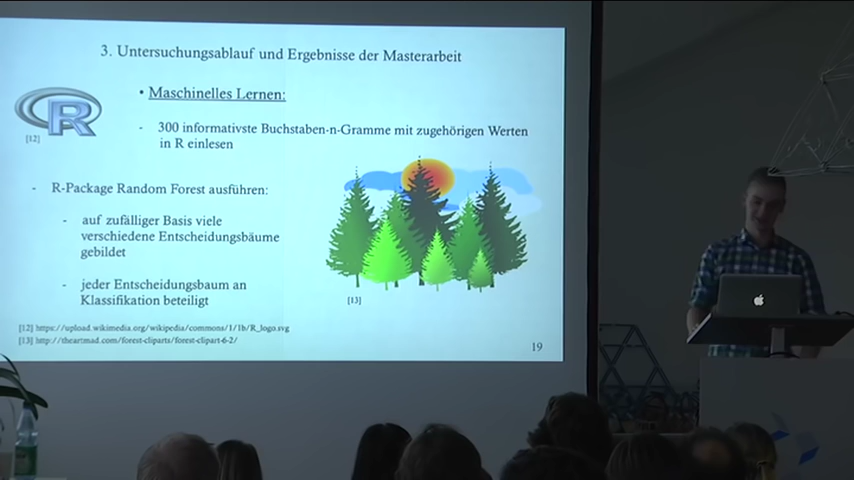 3. Untersuchungsablauf und Ergebnisse der Masterarbeit
• Maschinelles Lernen:
R
[12]
- 300 informativste Buchstaben-n-Gramme mit zugehörigen Werten
in R einlesen
- R-Package Random Forest ausführen:
- auf zufälliger Basis viele
verschiedene Entscheidungsbäume
gebildet
- jeder Entscheidungsbaum an
Klassifikation beteiligt
[13]
[12] https://upload.wikimedia.org/wikipedia/commons/1/1b/R_logo.svg
[13] http://theartmad.com/forest-cliparts/forest-clipart-6-2/
19